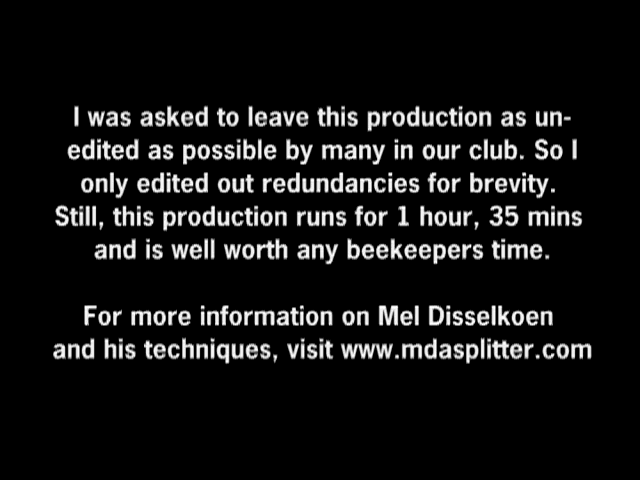 I was asked to leave this production as un-
edited as possible by many in our club. So I
only edited out redundancies for brevity.
Still, this production runs for 1 hour, 35 mins
and is well worth any beekeepers time.
For more information on Mel Disselkoen
and his techniques, visit www.mdasplitter.com